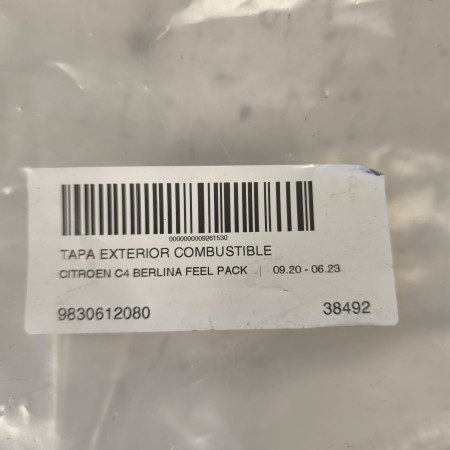 0000000009261530
TAPA EXTERIOR COMBUSTIBLE
CITROEN C4 BERLINA FEEL PACK | 09.20 - 06.23
9830612080 38492